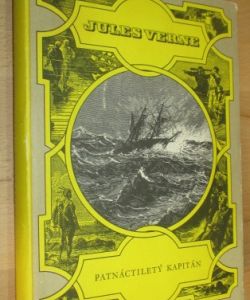 JULES VERNE
PATNÁCTILETÝ KAPITÁN